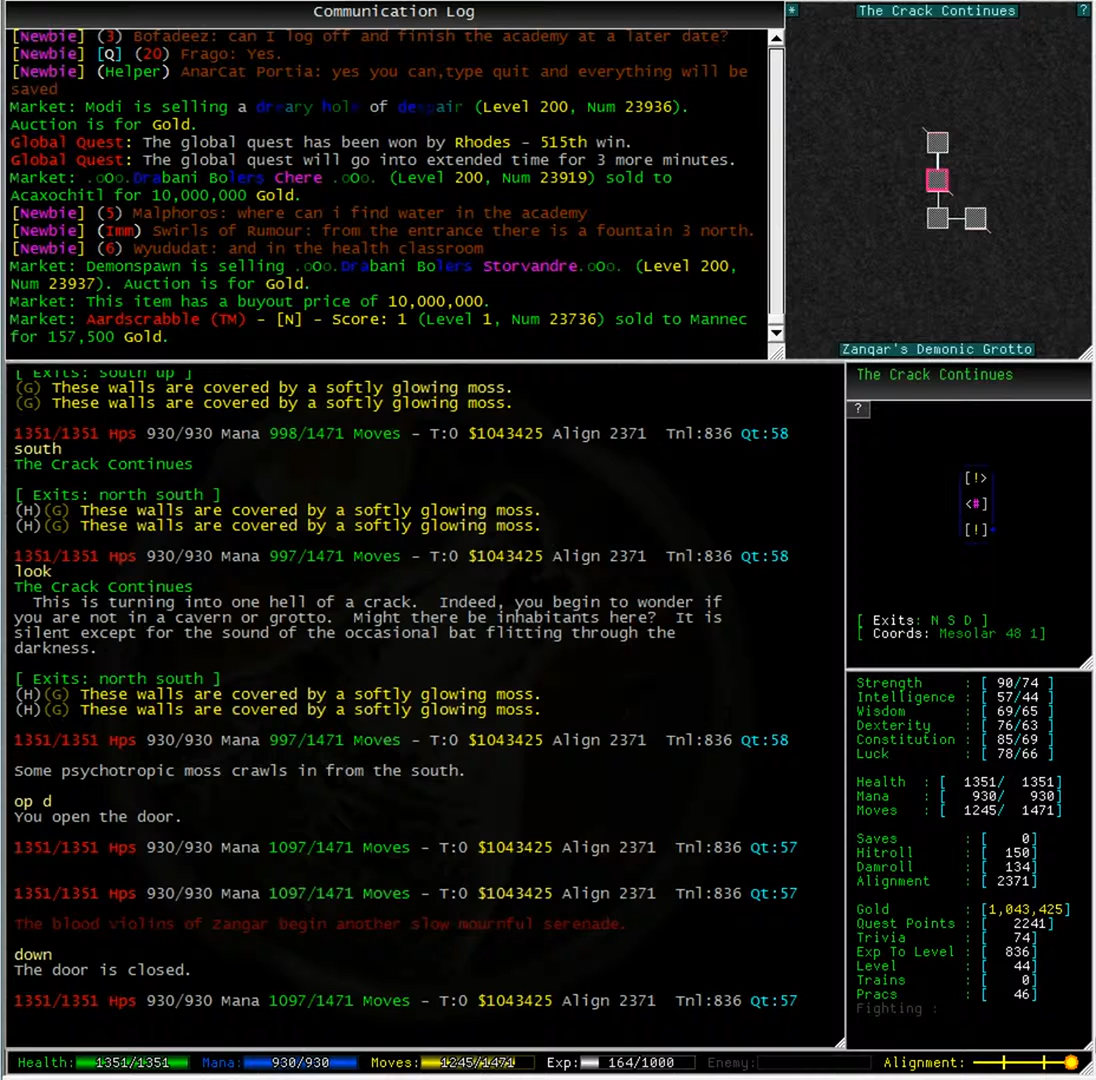 Communication Log
[Newbie] (3) Bofadeez: can I log off and finish the academy at a later date?
[Newbie] [Q] (20) Frago: Yes.
[Newbie] (Helper) AnarCat Portia: yes you can,type quit and everything will be
saved
Market: Modi is selling a dreary hole of despair (Level 200, Num 23936).
Auction is for Gold.
Global Quest: The global quest has been won by Rhodes - 515th win.
Global Quest: The global quest will go into extended time for 3 more minutes.
Market: .oOo.Drabani Bolers Chere .oOo. (Level 200, Num 23919) sold to
Acaxochitl for 10,000,000 Gold.
[Newbie] (5) Malphoros: where can i find water in the academy
[Newbie] (Imm) Swirls of Rumour: from the entrance there is a fountain 3 north.
[Newbie] (6) Wyududat: and in the health classroom
Market: Demonspawn is selling .oOo.Drabani Bolers Storvandre.oOo. (Level 200,
Num 23937). Auction is for Gold.
Market: This item has a buyout price of 10,000,000.
Market: Aardscrabble (TM) - [N] - Score: 1 (Level 1, Num 23736) sold to Mannec
for 157,500 Gold.
* The Crack Continues ?
Zangar's Demonic Grotto
[ Exits: south up ]
(G) These walls are covered by a softly glowing moss.
(G) These walls are covered by a softly glowing moss.
1351/1351 Hps 930/930 Mana 998/1471 Moves - T:0 $1043425 Align 2371 Tnl:836 Qt:58
south
The Crack Continues
[ Exits: north south ]
(H)(G) These walls are covered by a softly glowing moss.
(H)(G) These walls are covered by a softly glowing moss.
1351/1351 Hps 930/930 Mana 997/1471 Moves - T:0 $1043425 Align 2371 Tnl:836 Qt:58
look
The Crack Continues
This is turning into one hell of a crack. Indeed, you begin to wonder if
you are not in a cavern or grotto. Might there be inhabitants here? It is
silent except for the sound of the occasional bat flitting through the
darkness.
[ Exits: north south ]
(H)(G) These walls are covered by a softly glowing moss.
(H)(G) These walls are covered by a softly glowing moss.
1351/1351 Hps 930/930 Mana 997/1471 Moves - T:0 $1043425 Align 2371 Tnl:836 Qt:58
Some psychotropic moss crawls in from the south.
op d
You open the door.
1351/1351 Hps 930/930 Mana 1097/1471 Moves - T:0 $1043425 Align 2371 Tnl:836 Qt:57
1351/1351 Hps 930/930 Mana 1097/1471 Moves - T:0 $1043425 Align 2371 Tnl:836 Qt:57
The blood violins of Zangar begin another slow mournful serenade.
down
The door is closed.
1351/1351 Hps 930/930 Mana 1097/1471 Moves - T:0 $1043425 Align 2371 Tnl:836 Qt:57
The Crack Continues
?
[!>
<#]
[!]
[ Exits: N S D ]
[ Coords: Mesolar 48 1]
Strength : [ 90/74 ]
Intelligence : [ 57/44 ]
Wisdom : [ 69/65 ]
Dexterity : [ 76/63 ]
Constitution : [ 85/69 ]
Luck : [ 78/66 ]
Health : [ 1351/ 1351]
Mana : [ 930/ 930]
Moves : [ 1245/ 1471]
Saves : [ 0]
Hitroll : [ 150]
Damroll : [ 134]
Alignment : [ 2371]
Gold : [1,043,425]
Quest Points : [ 2241]
Trivia : [ 74]
Exp To Level : [ 836]
Level : [ 44]
Trains : [ 0]
Pracs : [ 46]
Fighting :
Health: 1351/1351 Mana: 930/930 Moves: 1245/1471 Exp: 164/1000 Enemy: Alignment: